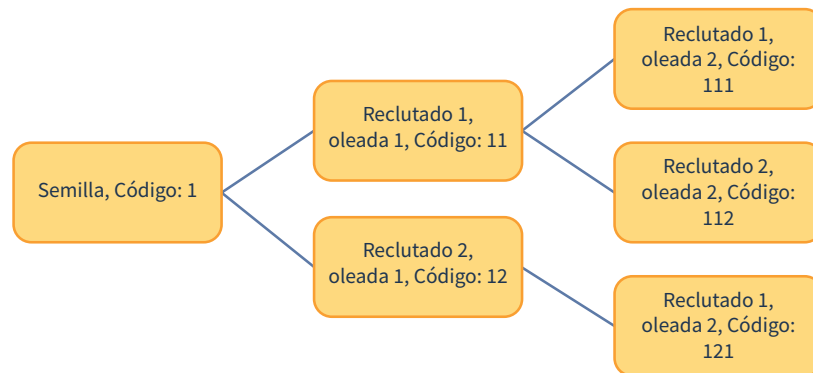 Semilla, Código: 1
Reclutado 1,
oleada 1, Código: 11
Reclutado 2,
oleada 1, Código: 12
Reclutado 1,
oleada 2, Código:
111
Reclutado 2,
oleada 2, Código:
112
Reclutado 1,
oleada 2, Código:
121